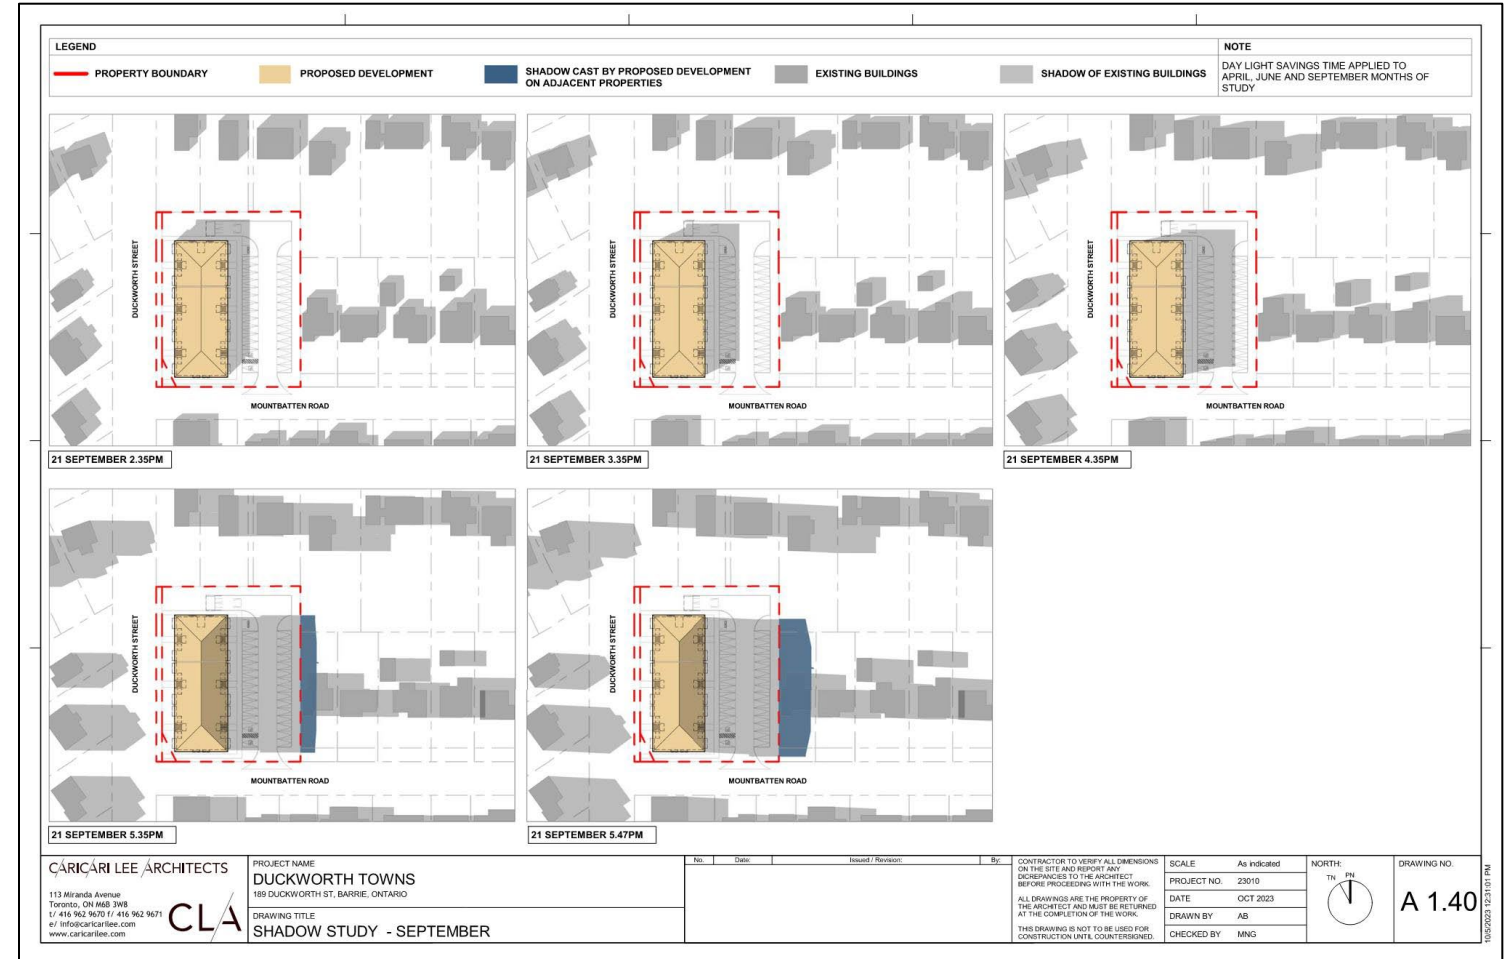 LEGEND
PROPERTY BOUNDARY
PROPOSED DEVELOPMENT
SHADOW CAST BY PROPOSED DEVELOPMENT
ON ADJACENT PROPERTIES
EXISTING BUILDINGS
SHADOW OF EXISTING BUILDINGS
NOTE
DAY LIGHT SAVINGS TIME APPLIED TO
APRIL, JUNE AND SEPTEMBER MONTHS OF
STUDY
DUCKWORTH STREET
MOUNTBATTEN ROAD
21 SEPTEMBER 2.35PM
DUCKWORTH STREET
MOUNTBATTEN ROAD
21 SEPTEMBER 3.35PM
DUCKWORTH STREET
MOUNTBATTEN ROAD
21 SEPTEMBER 4.35PM
DUCKWORTH STREET
MOUNTBATTEN ROAD
21 SEPTEMBER 5.35PM
DUCKWORTH STREET
MOUNTBATTEN ROAD
21 SEPTEMBER 5.47PM
CARICARI LEE ARCHITECTS
113 Miranda Avenue
Toronto, ON M6B 3W8
t/ 416 962 9670 f/ 416 962 9671
e/ info@caricarilee.com
www.caricarilee.com
CLA
PROJECT NAME
DUCKWORTH TOWNS
189 DUCKWORTH ST, BARRIE, ONTARIO
DRAWING TITLE
SHADOW STUDY - SEPTEMBER
No. Date: Issued / Revision: By:
CONTRACTOR TO VERIFY ALL DIMENSIONS
ON THE SITE AND REPORT ANY
DICREPANCIES TO THE ARCHITECT
BEFORE PROCEEDING WITH THE WORK.
ALL DRAWINGS ARE THE PROPERTY OF
THE ARCHITECT AND MUST BE RETURNED
AT THE COMPLETION OF THE WORK.
THIS DRAWING IS NOT TO BE USED FOR
CONSTRUCTION UNTIL COUNTERSIGNED.
SCALE As indicated
PROJECT NO. 23010
DATE OCT 2023
DRAWN BY AB
CHECKED BY MNG
NORTH:
TN PN
DRAWING NO.
A 1.40
10/5/2023 12:31:01 PM